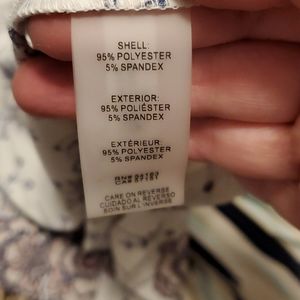 SHELL:
95% POLYESTER
5% SPANDEX
EXTERIOR:
95% POLIÉSTER
5% SPANDEX
EXTÉRIEUR:
95% POLYESTER
5% SPANDEX
CARE ON REVERSE
CUIDADO AL REVERSO
SOIN SUR L'INVERSE